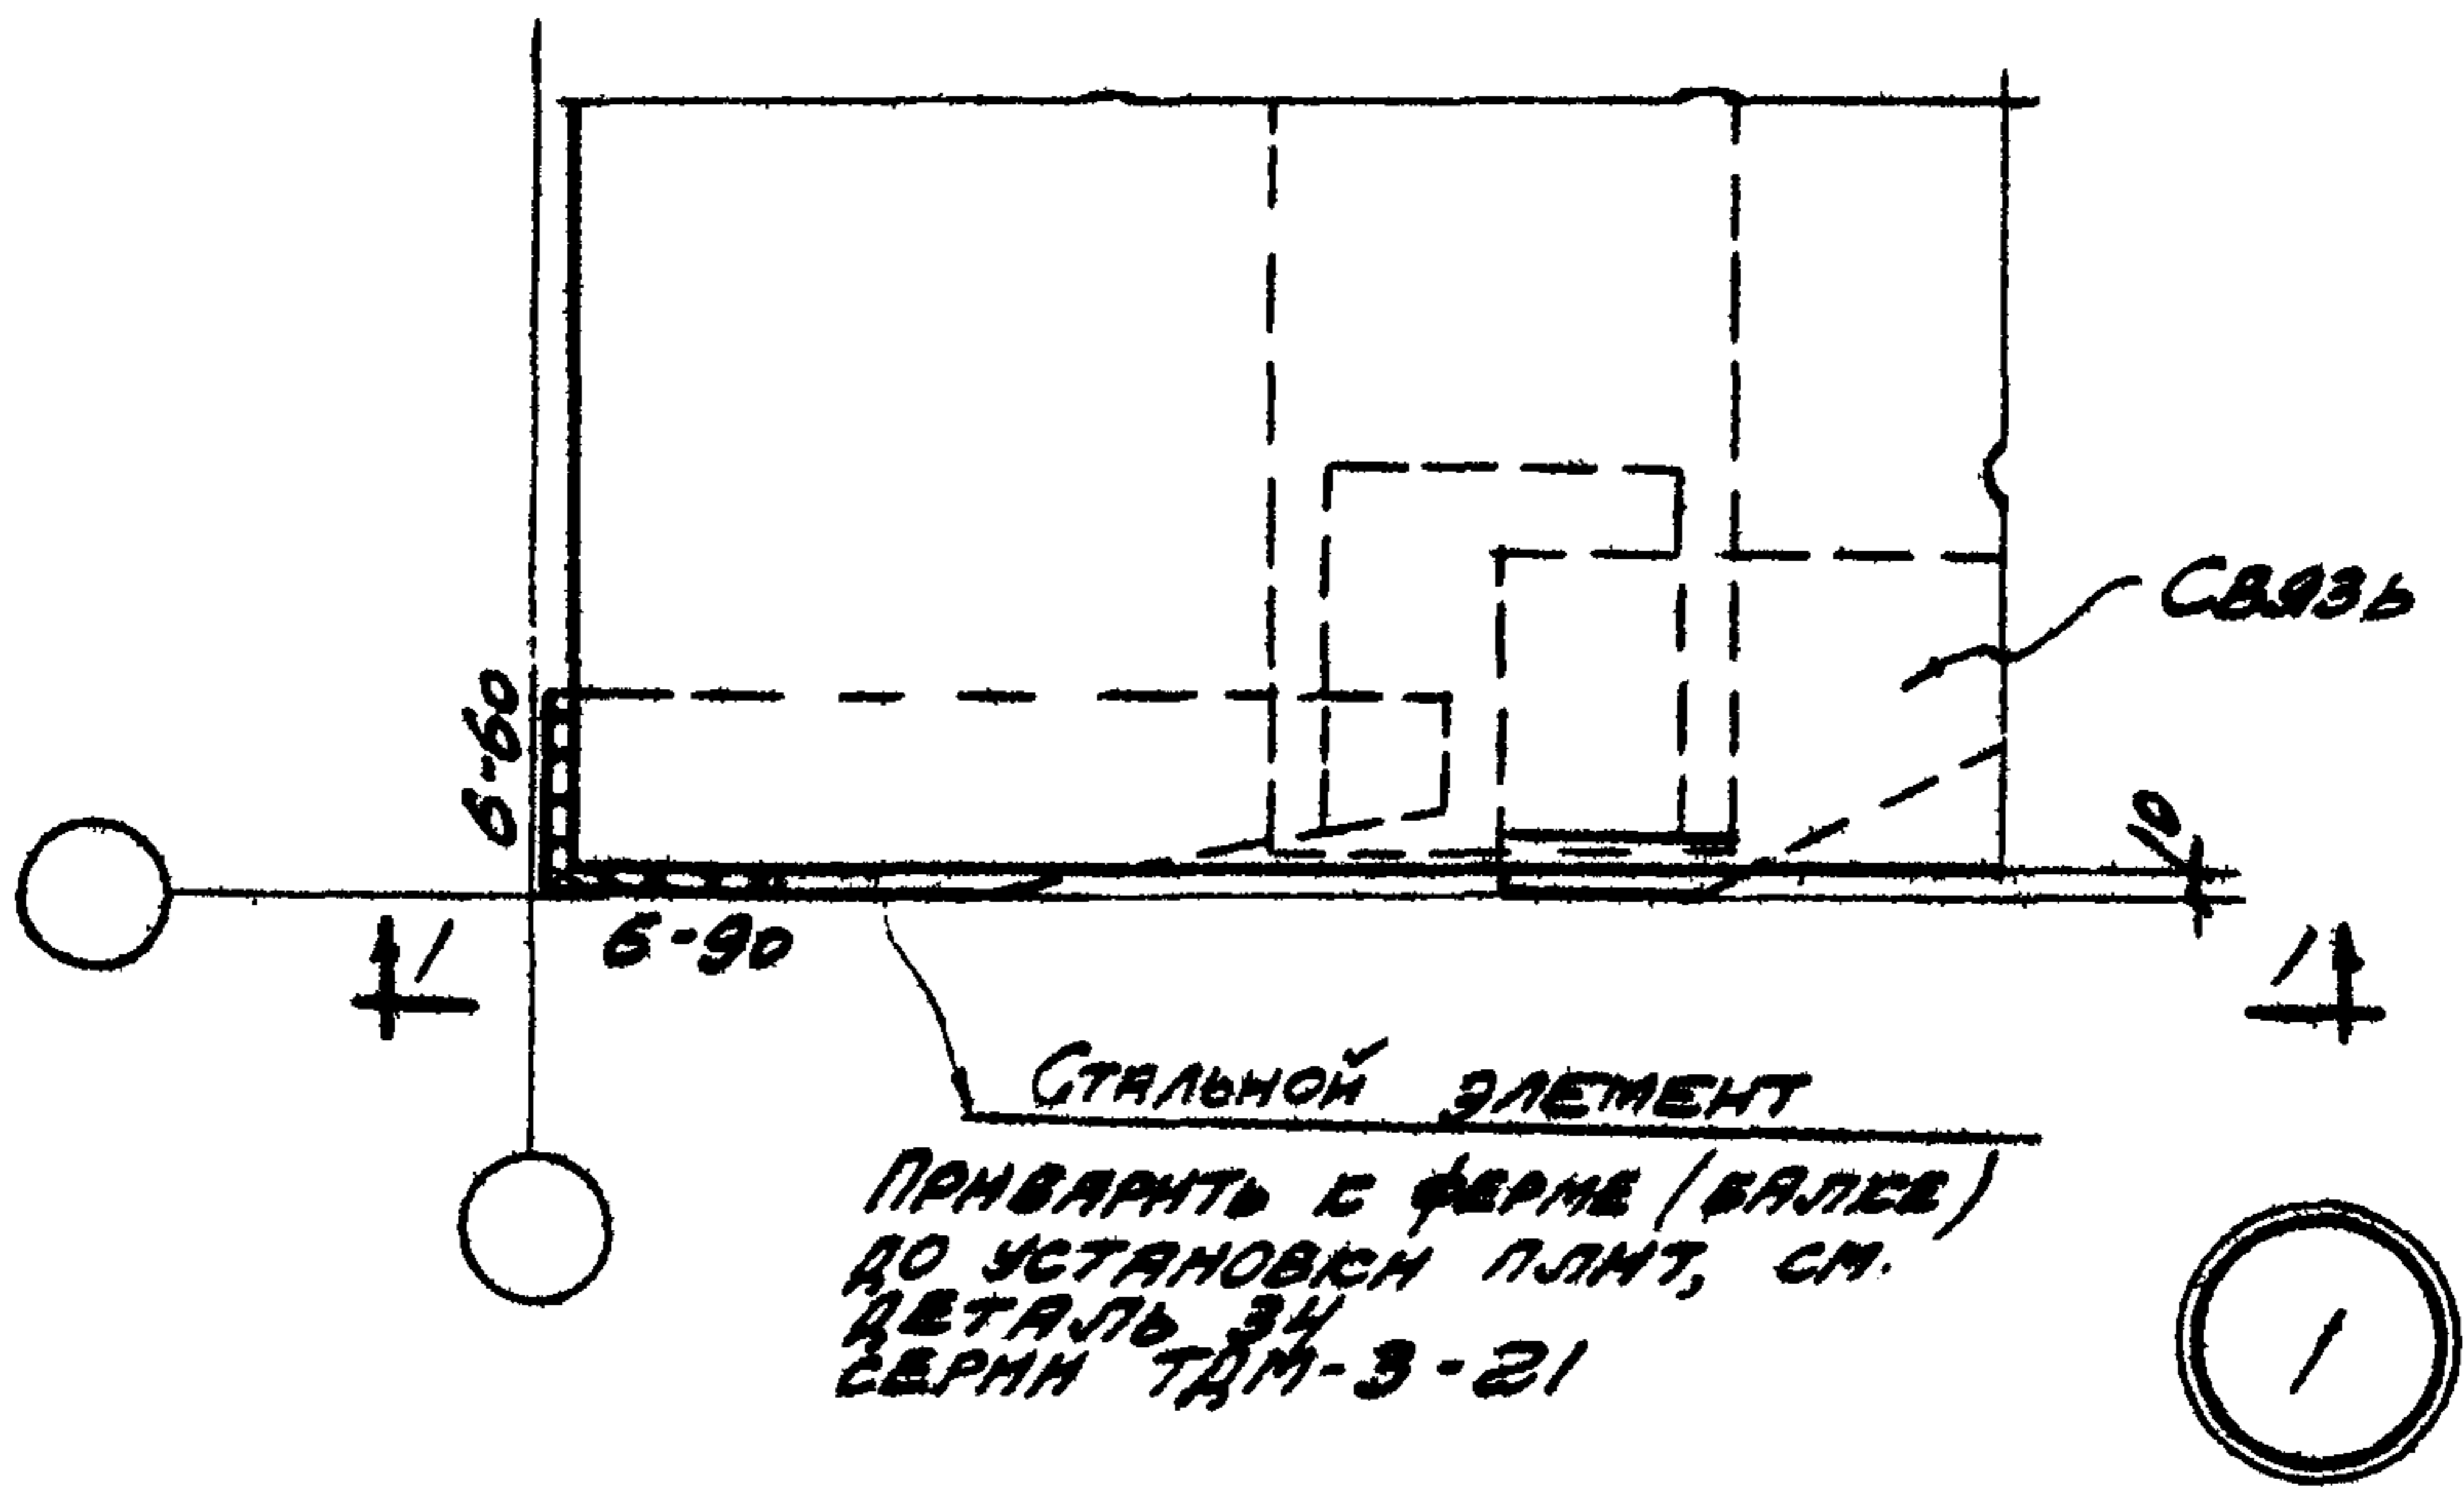 Связь
6-60
10
6-90
1
1
Стальной элемент
Приварить к ферме (балке)
до установки плит, см.
деталь 34
серии ТДМ-3-21
1